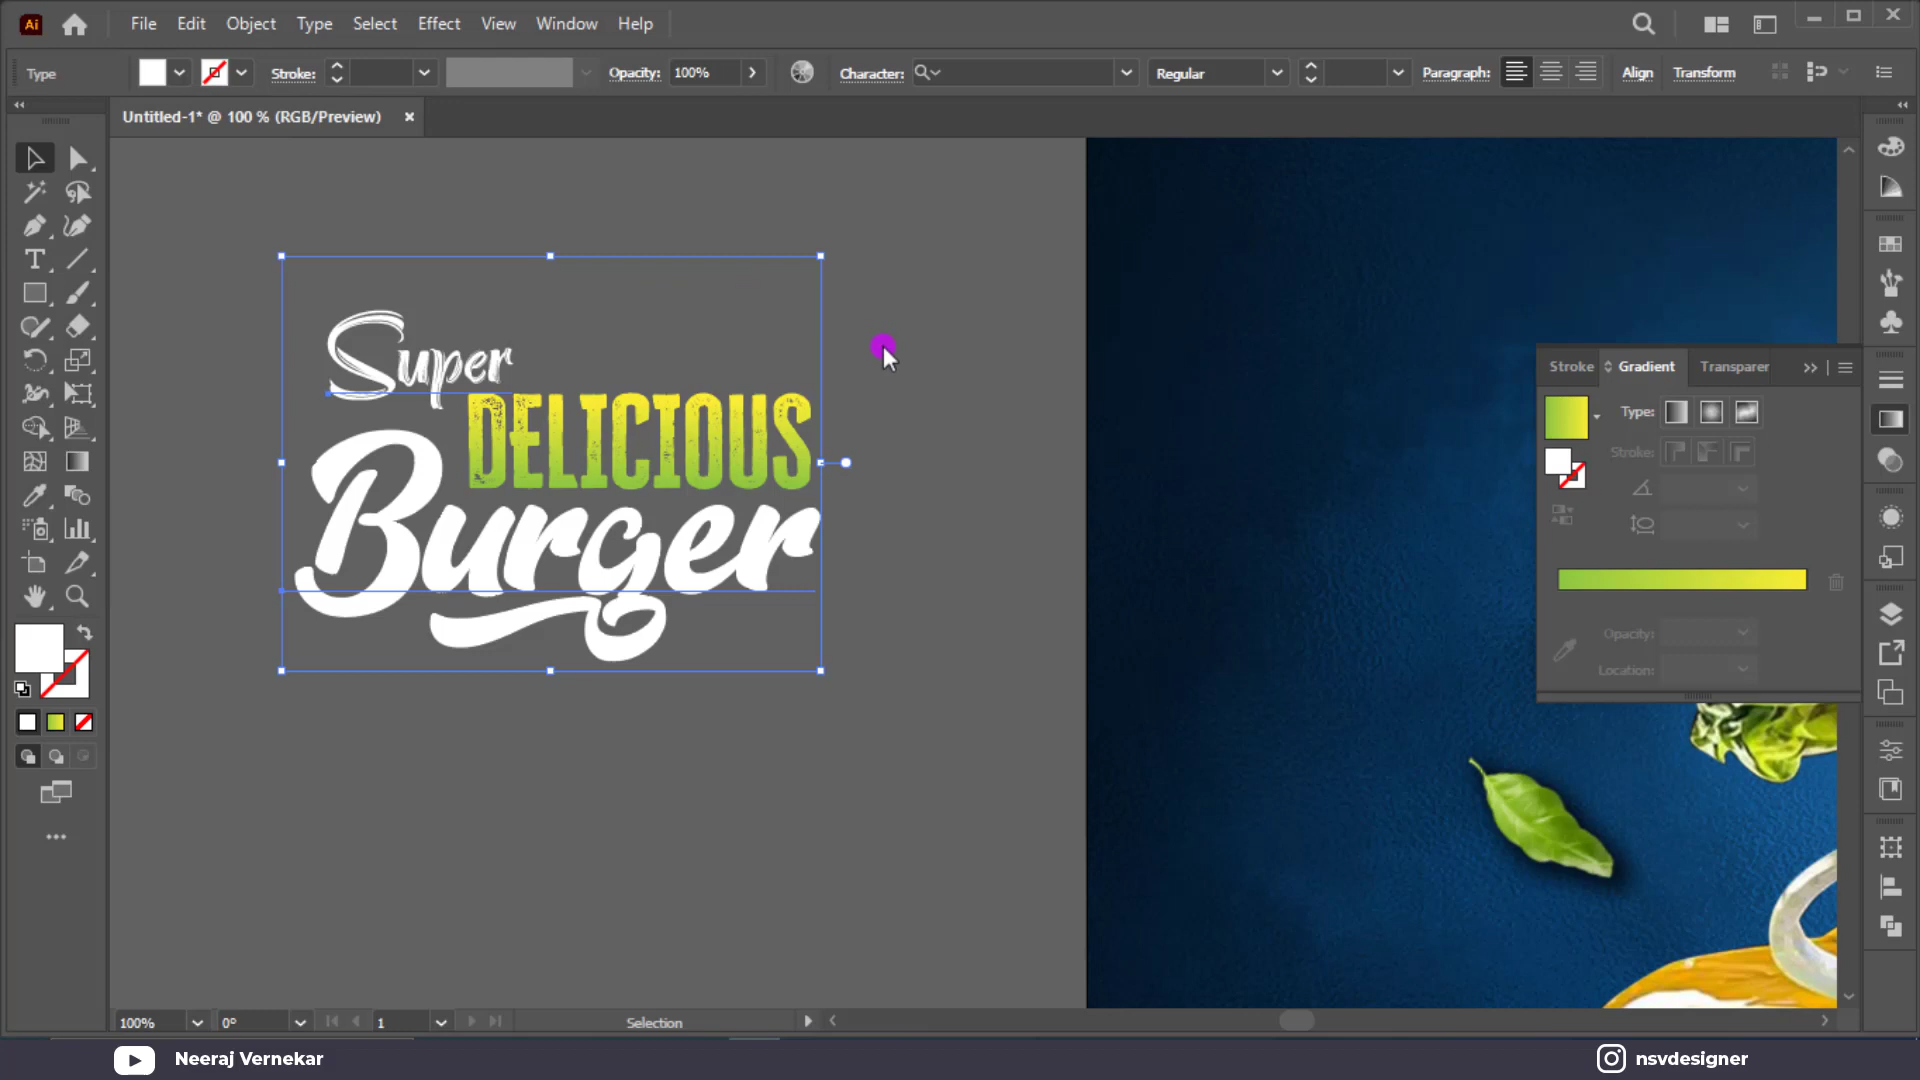 Ai File Edit Object Type Select Effect View Window Help
Type Stroke: Opacity: 100% Character: Regular Paragraph: Align Transform
Untitled-1* @ 100 % (RGB/Preview)
Super
DELICIOUS
Burger
Stroke Gradient Transparer
Type:
Stroke:
Opacity:
Location:
100% 0° 1 Selection
Neeraj Vernekar nsvdesigner